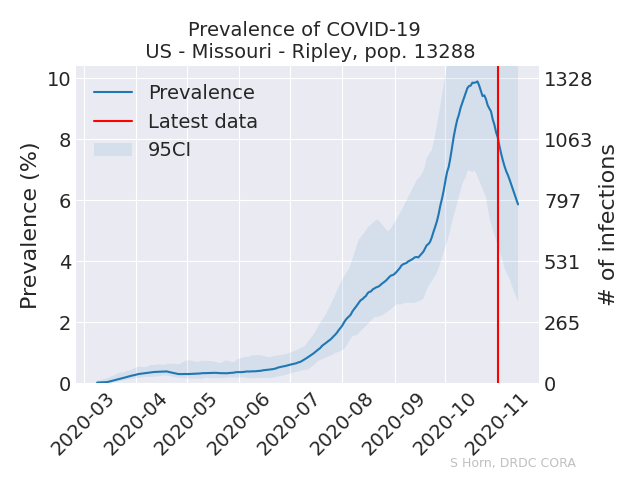 Prevalence of COVID-19
US - Missouri - Ripley, pop. 13288
Prevalence
Latest data
95CI
Prevalence (%)
10
8
6
4
2
0
# of infections
1328
1063
797
531
265
0
2020-03
2020-04
2020-05
2020-06
2020-07
2020-08
2020-09
2020-10
2020-11
S Horn, DRDC CORA